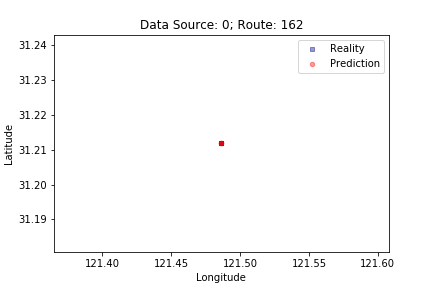 Data Source: 0; Route: 162
Reality
Prediction
31.24
31.23
31.22
31.21
31.20
31.19
Latitude
121.40
121.45
121.50
121.55
121.60
Longitude